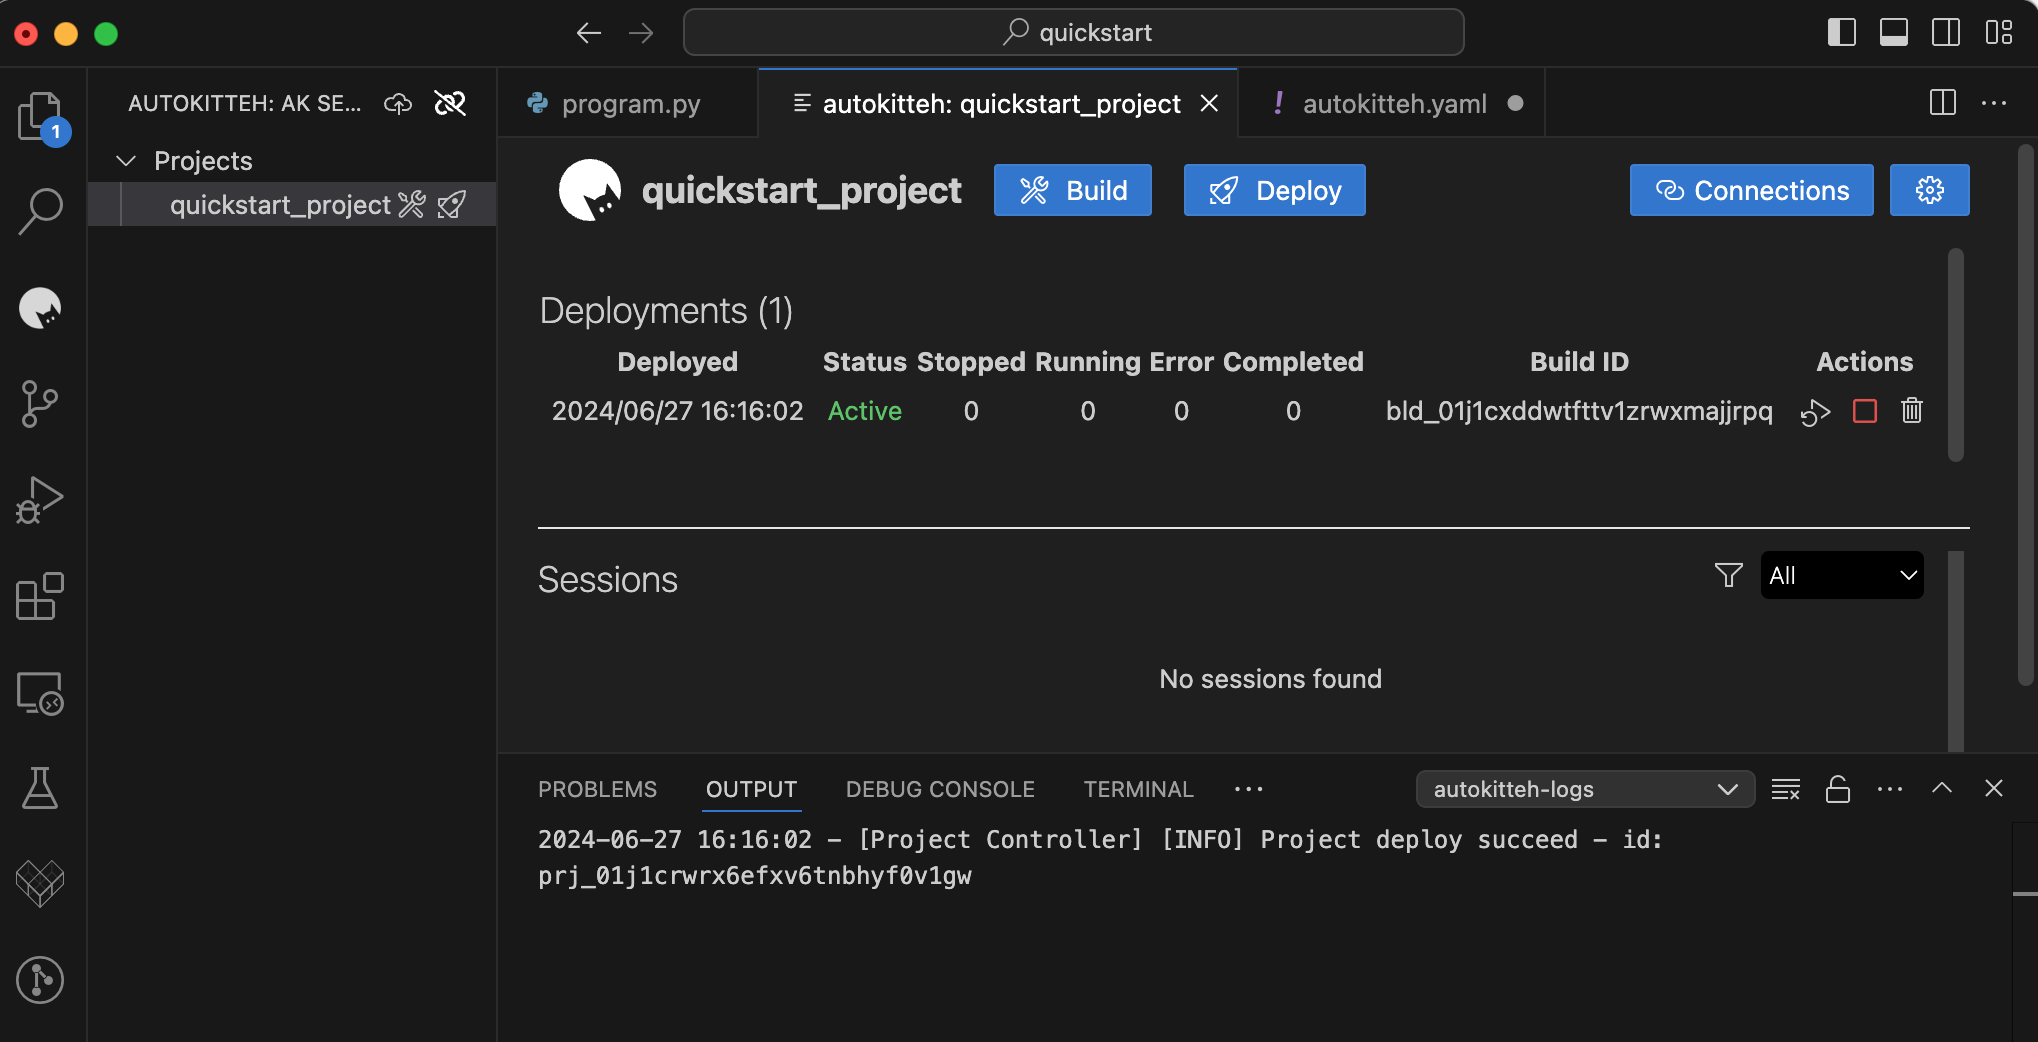 quickstart
AUTOKITTEH: AK SE...
program.py
autokitteh: quickstart_project
! autokitteh.yaml
1
Projects
quickstart_project
quickstart_project
Build
Deploy
Connections
Deployments (1)
Deployed Status Stopped Running Error Completed Build ID Actions
2024/06/27 16:16:02 Active 0 0 0 0 bld_01j1cxddwtfttv1zrwxmajjrpq
Sessions
All
No sessions found
PROBLEMS OUTPUT DEBUG CONSOLE TERMINAL ...
autokitteh-logs
2024-06-27 16:16:02 - [Project Controller] [INFO] Project deploy succeed - id:
prj_01j1crwrx6efxv6tnbhyf0v1gw